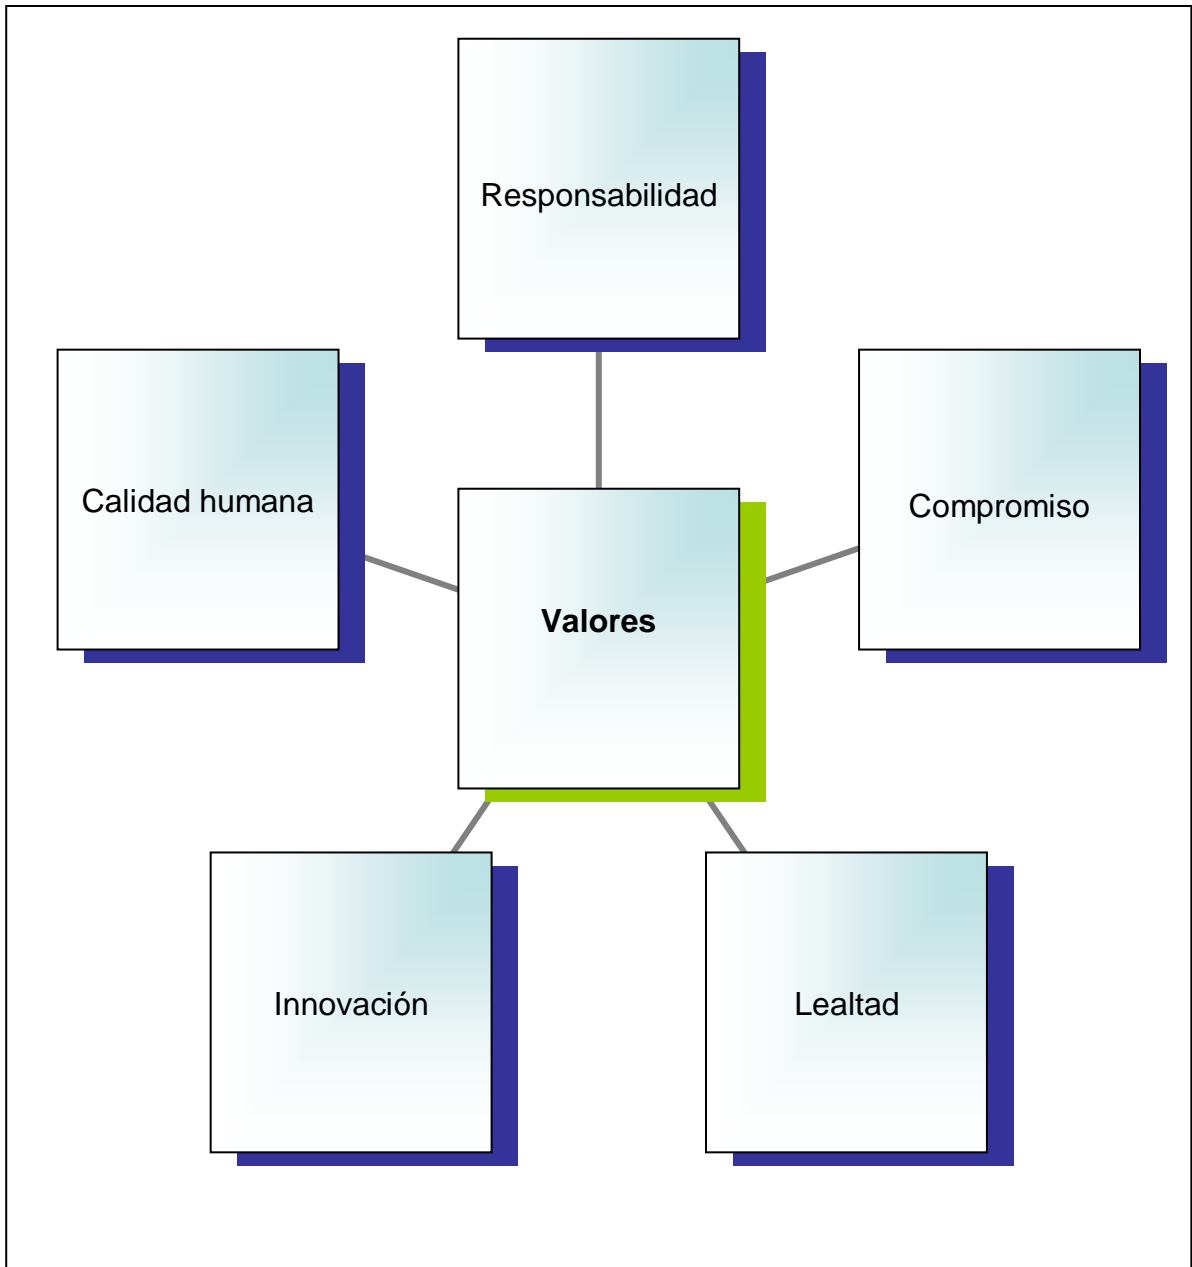 Responsabilidad
Calidad humana
Compromiso
Valores
Innovación
Lealtad